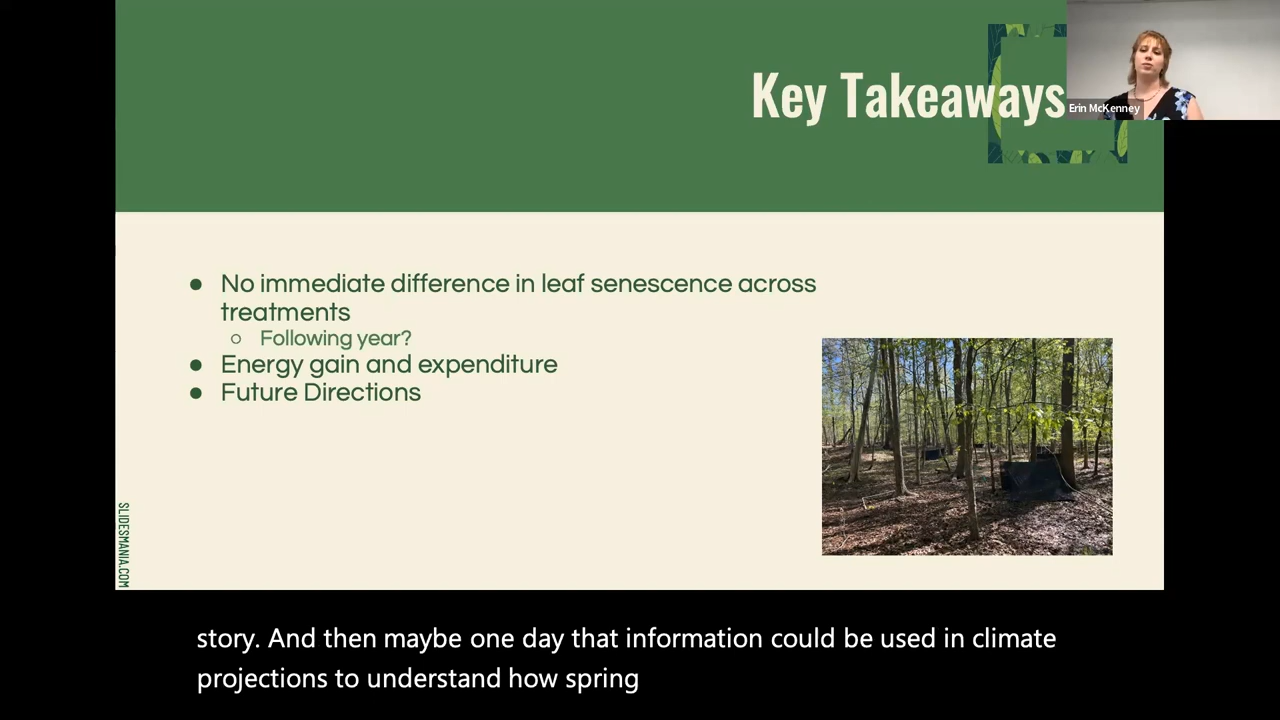 Key Takeaways
Erin McKenney
● No immediate difference in leaf senescence across
treatments
○ Following year?
● Energy gain and expenditure
● Future Directions
SLIDESMANIA.COM
story. And then maybe one day that information could be used in climate
projections to understand how spring